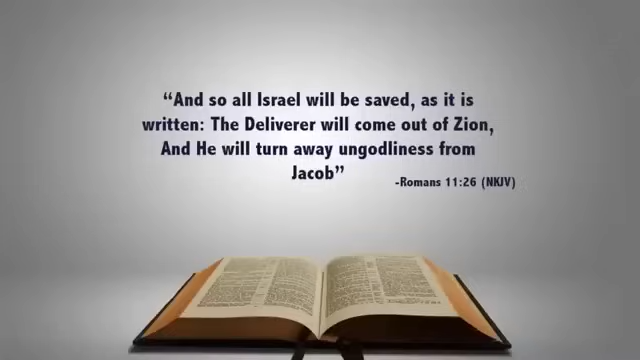 “And so all Israel will be saved, as it is
written: The Deliverer will come out of Zion,
And He will turn away ungodliness from
Jacob”
-Romans 11:26 (NKJV)